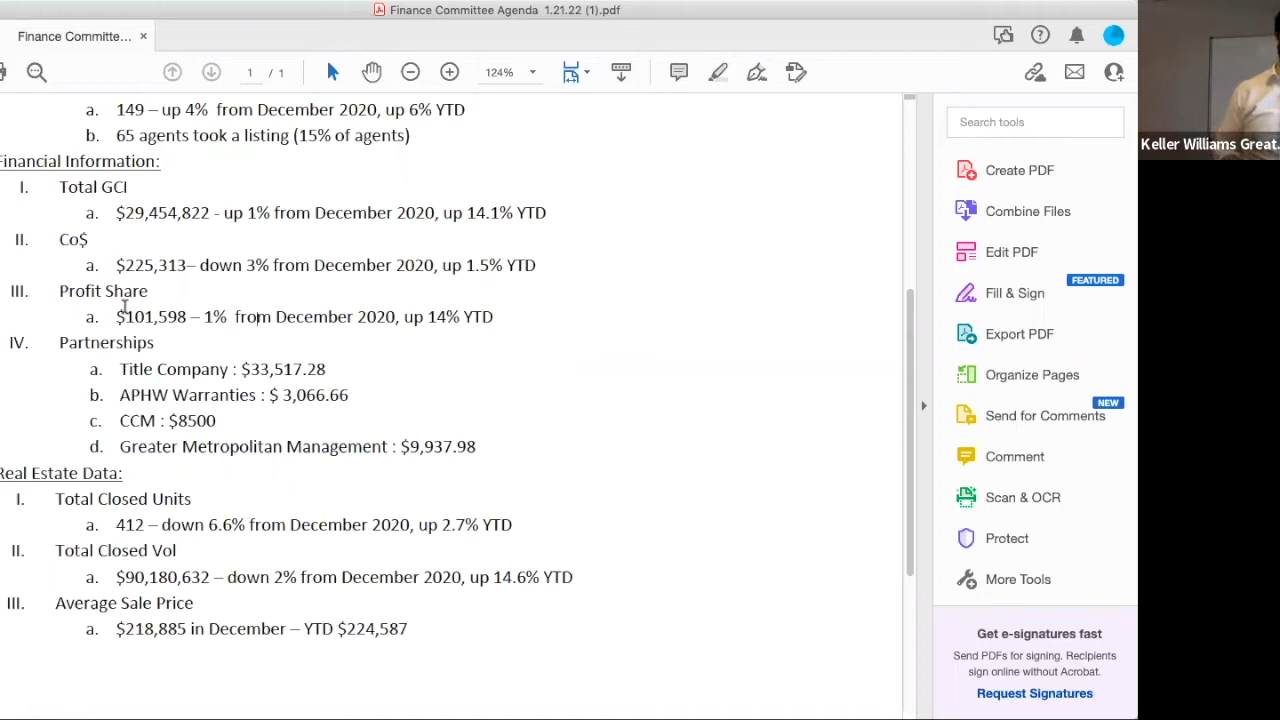 Finance Committee Agenda 1.21.22 (1).pdf
Finance Committe... ×
1 / 1
124%
a. 149 – up 4% from December 2020, up 6% YTD
b. 65 agents took a listing (15% of agents)
Financial Information:
I. Total GCI
a. $29,454,822 - up 1% from December 2020, up 14.1% YTD
II. Co$
a. $225,313– down 3% from December 2020, up 1.5% YTD
III. Profit Share
a. $101,598 – 1% from December 2020, up 14% YTD
IV. Partnerships
a. Title Company : $33,517.28
b. APHW Warranties : $ 3,066.66
c. CCM : $8500
d. Greater Metropolitan Management : $9,937.98
Real Estate Data:
I. Total Closed Units
a. 412 – down 6.6% from December 2020, up 2.7% YTD
II. Total Closed Vol
a. $90,180,632 – down 2% from December 2020, up 14.6% YTD
III. Average Sale Price
a. $218,885 in December – YTD $224,587
Search tools
Create PDF
Combine Files
Edit PDF
FEATURED
Fill & Sign
Export PDF
Organize Pages
NEW
Send for Comments
Comment
Scan & OCR
Protect
More Tools
Get e-signatures fast
Send PDFs for signing. Recipients
sign online without Acrobat.
Request Signatures
Keller Williams Great...